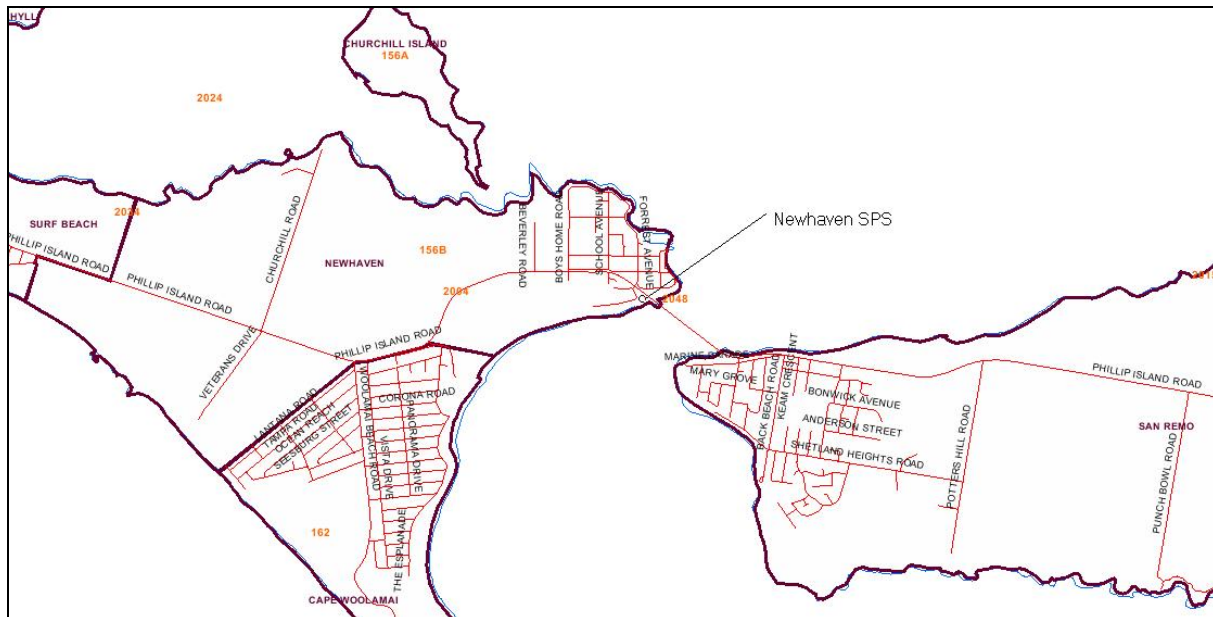 HYLL
CHURCHILL ISLAND
156A
2024
2024
SURF BEACH
PHILLIP ISLAND ROAD
CHURCHILL ROAD
NEWHAVEN
156B
BEVERLEY ROAD
BOYS HOME ROAD
SCHOOL AVENUE
FORREST AVENUE
Newhaven SPS
PHILLIP ISLAND ROAD
2004
2048
VETERANS DRIVE
PHILLIP ISLAND ROAD
LANTANA ROAD
TAMPA ROAD
OCEAN REACH
SEESBURG STREET
WOOLAMAI BEACH ROAD
CORONA ROAD
VISTA DRIVE
PANORAMA DRIVE
THE ESPLANADE
162
CAPE WOOLAMAI
MARINE PARADE
MARY GROVE
BACK BEACH ROAD
KEAM CRESCENT
BONWICK AVENUE
ANDERSON STREET
SHETLAND HEIGHTS ROAD
POTTERS HILL ROAD
PHILLIP ISLAND ROAD
SAN REMO
PUNCH BOWL ROAD